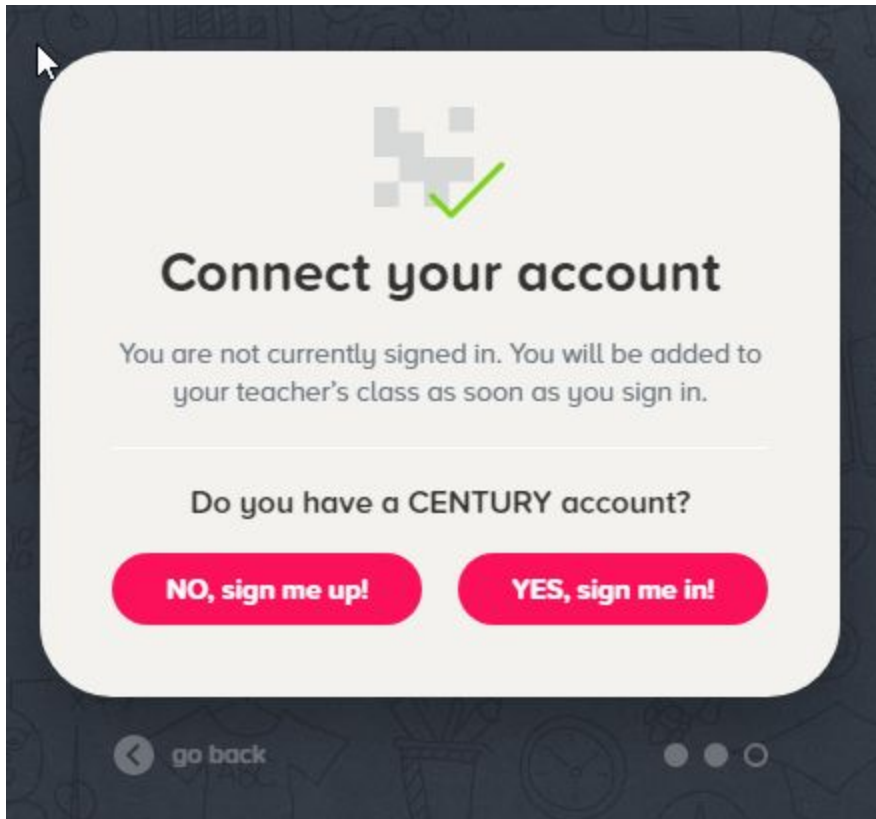 Connect your account
You are not currently signed in. You will be added to
your teacher's class as soon as you sign in.
Do you have a CENTURY account?
NO, sign me up!
YES, sign me in!
go back
ABC